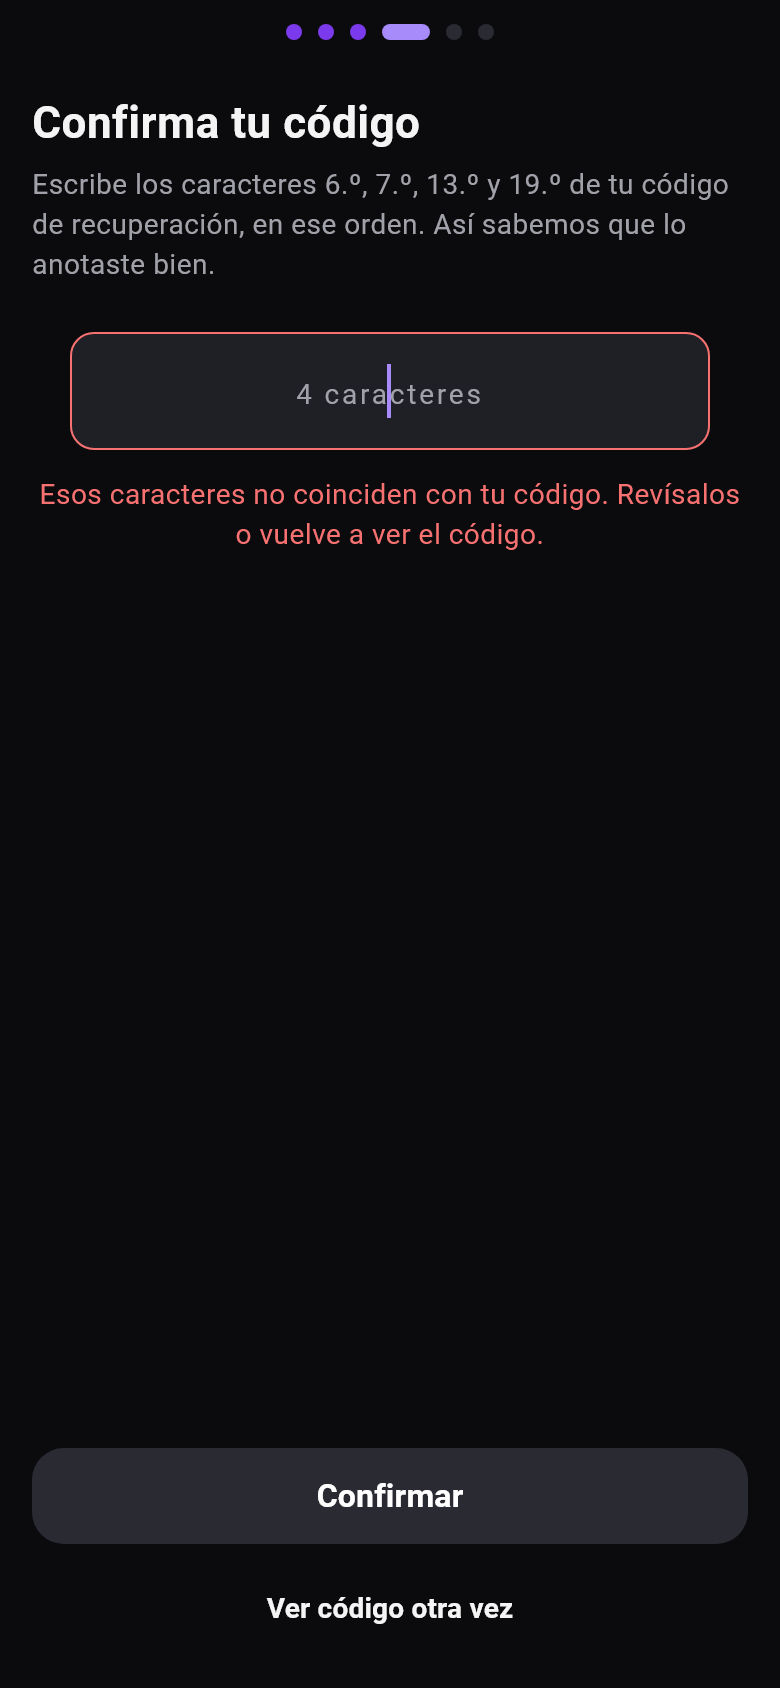 Confirma tu código
Escribe los caracteres 6.º, 7.º, 13.º y 19.º de tu código
de recuperación, en ese orden. Así sabemos que lo
anotaste bien.
4 caracteres
Esos caracteres no coinciden con tu código. Revísalos
o vuelve a ver el código.
Confirmar
Ver código otra vez